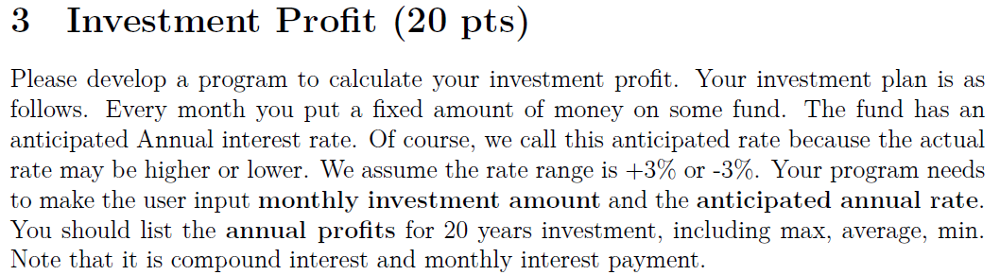 3 Investment Profit (20 pts)
Please develop a program to calculate your investment profit. Your investment plan is as
follows. Every month you put a fixed amount of money on some fund. The fund has an
anticipated Annual interest rate. Of course, we call this anticipated rate because the actual
rate may be higher or lower. We assume the rate range is +3% or -3%. Your program needs
to make the user input monthly investment amount and the anticipated annual rate.
You should list the annual profits for 20 years investment, including max, average, min.
Note that it is compound interest and monthly interest payment.